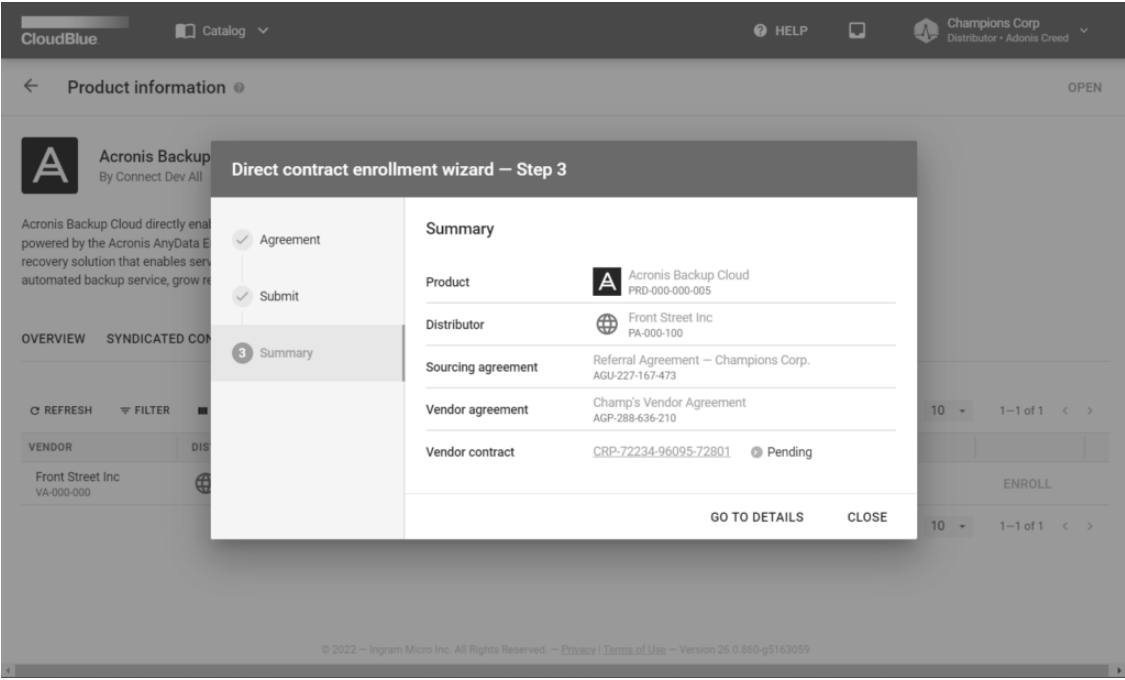 CloudBlue
Catalog
HELP
Champions Corp
Distributor • Adonis Creed
Product information
OPEN
Acronis Backup
By Connect Dev All
Acronis Backup Cloud directly enal
powered by the Acronis AnyData E
recovery solution that enables serv
automated backup service, grow re
OVERVIEW SYNDICATED CON
REFRESH FILTER
10 1–1 of 1
VENDOR DIS
Front Street Inc
VA-000-000
ENROLL
10 1–1 of 1
Direct contract enrollment wizard — Step 3
Agreement
Submit
3 Summary
Summary
Product
Acronis Backup Cloud
PRD-000-000-005
Distributor
Front Street Inc
PA-000-100
Sourcing agreement
Referral Agreement — Champions Corp.
AGU-227-167-473
Vendor agreement
Champ's Vendor Agreement
AGP-288-636-210
Vendor contract
CRP-72234-96095-72801 Pending
GO TO DETAILS CLOSE
© 2022 — Ingram Micro Inc. All Rights Reserved. — Privacy | Terms of Use — Version 26.0.860-g5163059